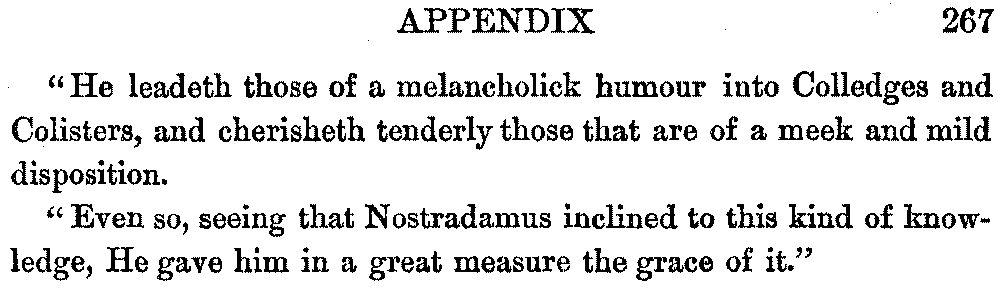 APPENDIX 267
“He leadeth those of a melancholick humour into Colledges and
Colisters, and cherisheth tenderly those that are of a meek and mild
disposition.
“Even so, seeing that Nostradamus inclined to this kind of know-
ledge, He gave him in a great measure the grace of it.”